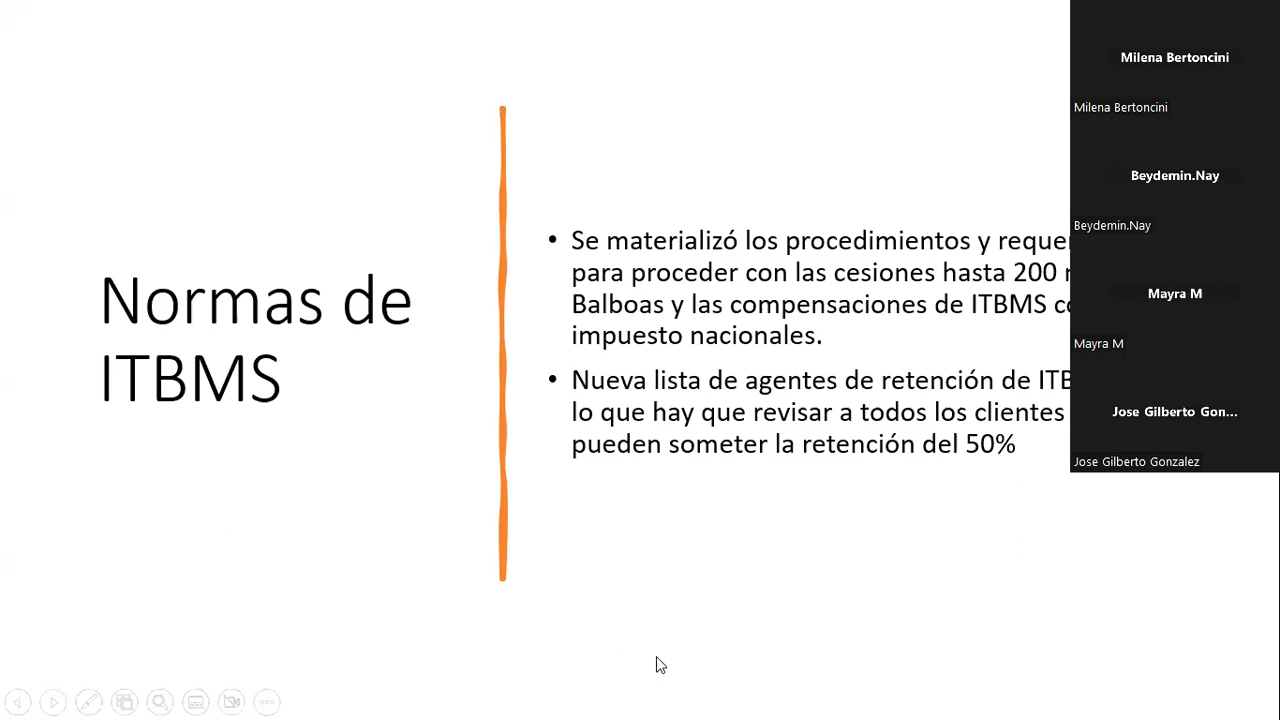 Normas de
ITBMS
• Se materializó los procedimientos y
para proceder con las cesiones hasta 200
Balboas y las compensaciones de ITBMS
impuesto nacionales.
• Nueva lista de agentes de retención de
lo que hay que revisar a todos los clientes
pueden someter la retención del 50%
Milena Bertoncini
Milena Bertoncini
Beydemin.Nay
Beydemin.Nay
Mayra M
Mayra M
Jose Gilberto Gon...
Jose Gilberto Gonzalez